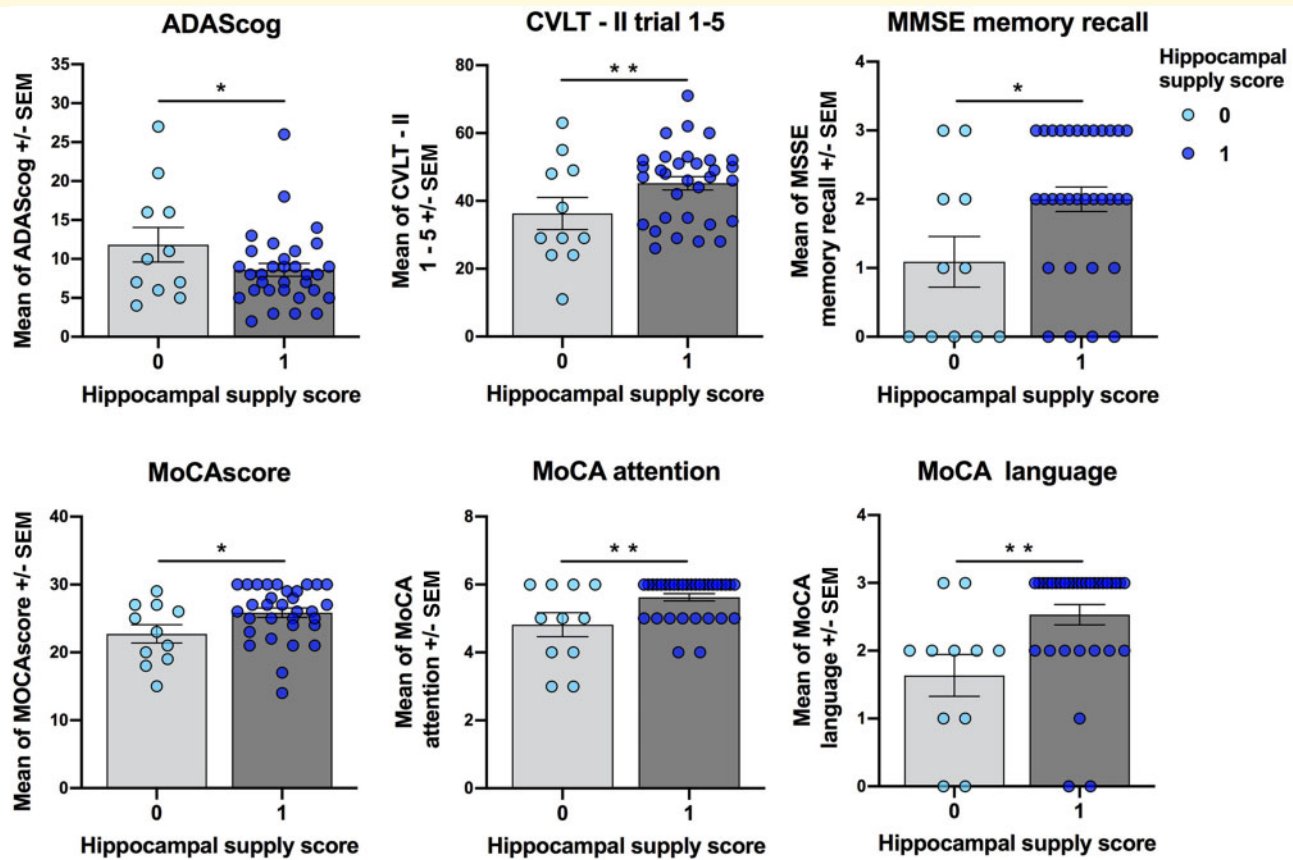 ADAScog
Mean of ADAScog +/- SEM
35
30
25
20
15
10
5
0
*
0
1
Hippocampal supply score
CVLT - II trial 1-5
Mean of CVLT - II
1 - 5 +/- SEM
80
60
40
20
0
* *
0
1
Hippocampal supply score
MMSE memory recall
Mean of MSSE
memory recall +/- SEM
4
3
2
1
0
*
0
1
Hippocampal supply score
Hippocampal
supply score
0
1
MoCAscore
Mean of MOCAscore +/- SEM
40
30
20
10
0
*
0
1
Hippocampal supply score
MoCA attention
Mean of MoCA
attention +/- SEM
8
6
4
2
0
* *
0
1
Hippocampal supply score
MoCA language
Mean of MoCA
language +/- SEM
4
3
2
1
0
* *
0
1
Hippocampal supply score